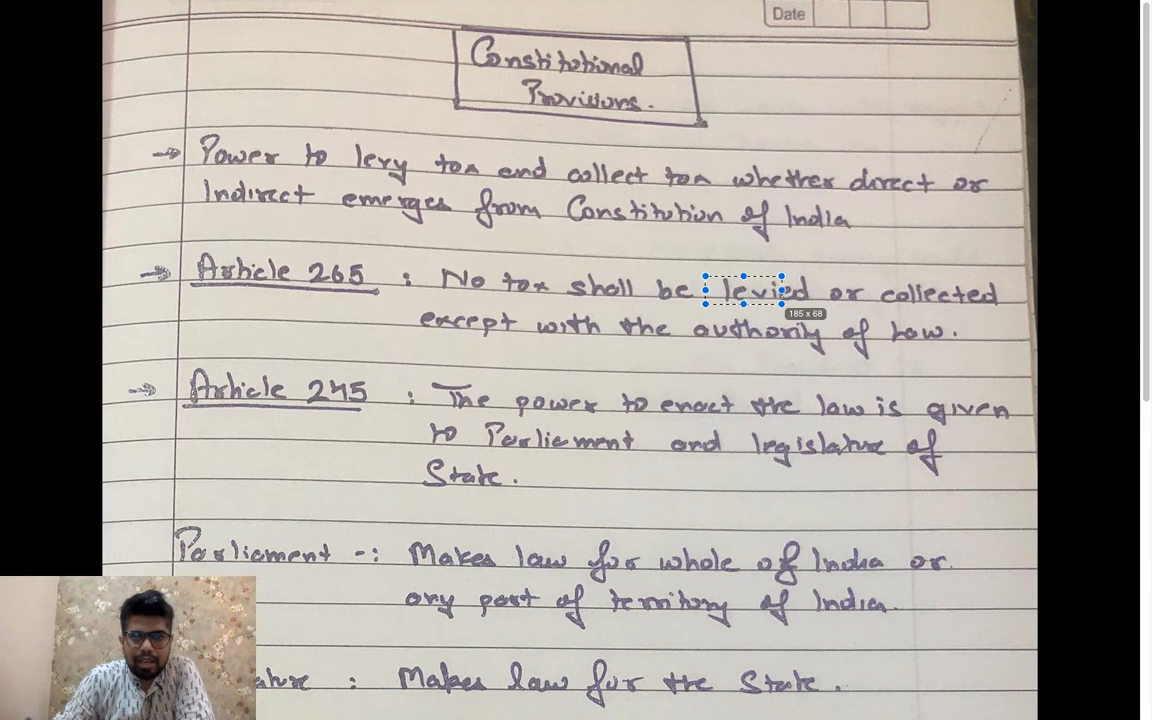 Date
Constitutional
Provisions.
Power to levy tax and collect tax whether direct or
Indirect emerges from Constitution of India
Article 265 : No tax shall be levied or collected
185 x 68
except with the authority of Law.
Article 245 : The power to enact the law is given
to Parliament and legislature of
State.
Parliament -: Makes law for whole of India or
any part of territory of India.
ature : Makes law for the State.